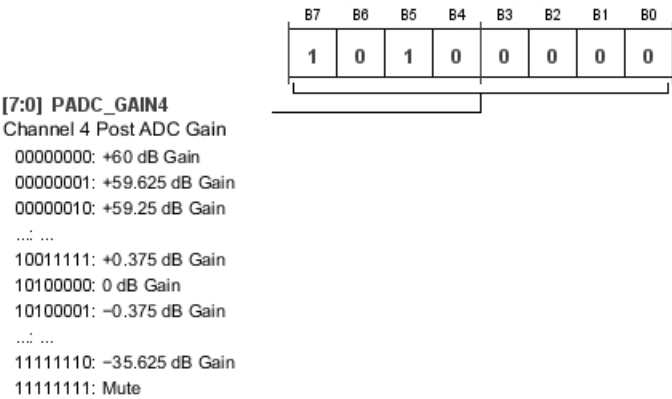 B7 B6 B5 B4 B3 B2 B1 B0
1 0 1 0 0 0 0 0
[7:0] PADC_GAIN4
Channel 4 Post ADC Gain
00000000: +60 dB Gain
00000001: +59.625 dB Gain
00000010: +59.25 dB Gain
...: ...
10011111: +0.375 dB Gain
10100000: 0 dB Gain
10100001: −0.375 dB Gain
...: ...
11111110: −35.625 dB Gain
11111111: Mute